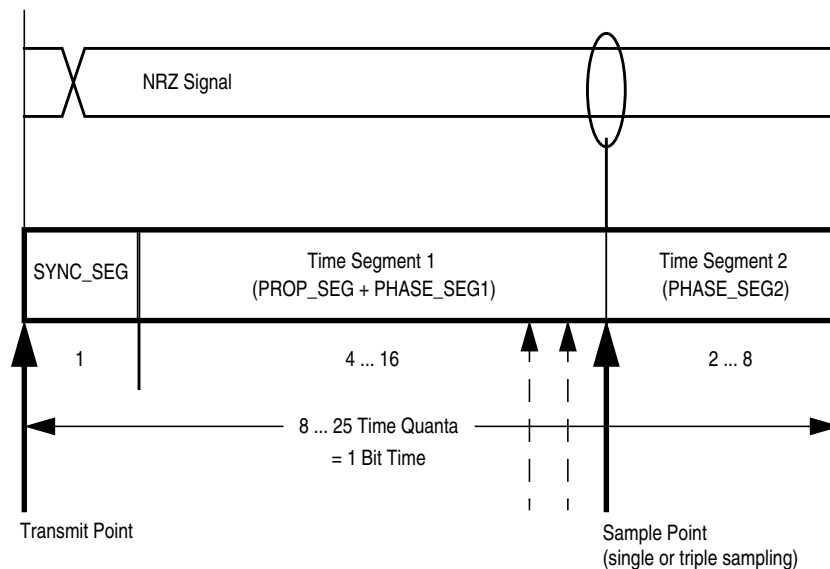 NRZ Signal
SYNC_SEG
Time Segment 1
(PROP_SEG + PHASE_SEG1)
Time Segment 2
(PHASE_SEG2)
1
4 ... 16
2 ... 8
8 ... 25 Time Quanta
= 1 Bit Time
Transmit Point
Sample Point
(single or triple sampling)